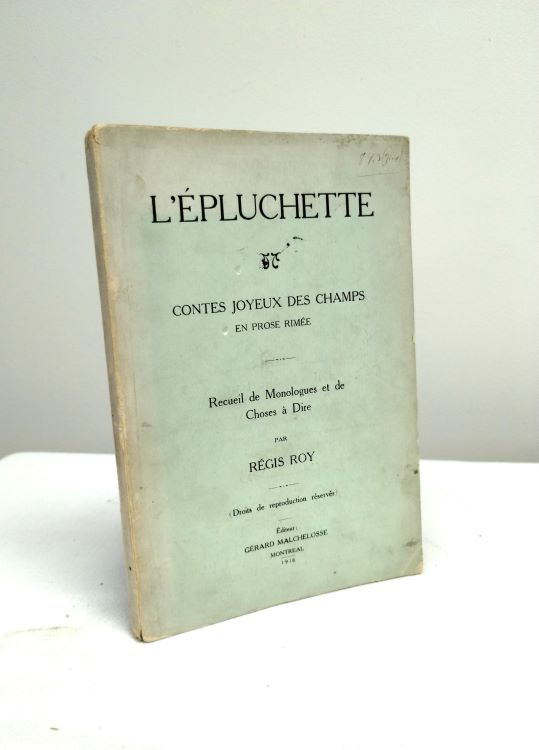 L'ÉPLUCHETTE
CONTES JOYEUX DES CHAMPS
EN PROSE RIMÉE
Recueil de Monologues et de
Choses à Dire
PAR
RÉGIS ROY
(Droits de reproduction réservés)
Éditeur:
GÉRARD MALCHELOSSE
MONTREAL
1916